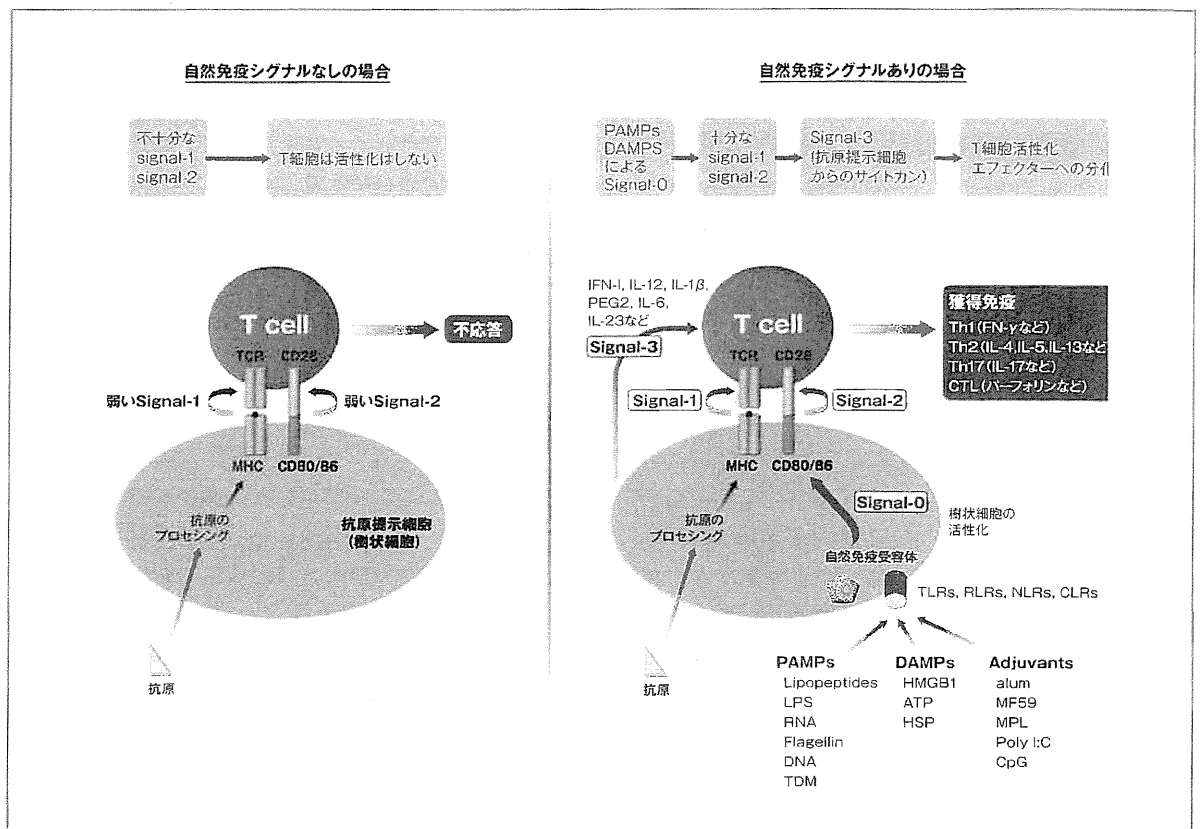 自然免疫シグナルなしの場合
不十分な
signal-1
signal-2
T細胞は活性化はしない
T cell
TCR CD28
不応答
弱いSignal-1
弱いSignal-2
MHC CD80/86
抗原の
プロセシング
抗原提示細胞
(樹状細胞)
抗原
自然免疫シグナルありの場合
PAMPs
DAMPS
による
Signal-0
十分な
signal-1
signal-2
Signal-3
(抗原提示細胞
からのサイトカン)
T細胞活性化
エフェクターへの分化
IFN-I, IL-12, IL-1β,
PEG2, IL-6,
IL-23など
Signal-3
T cell
TCR CD28
獲得免疫
Th1(FN-γなど)
Th2(IL-4,IL-5,IL-13など
Th17(IL-17など)
CTL(パーフォリンなど)
Signal-1
Signal-2
MHC CD80/86
Signal-0
抗原の
プロセシング
樹状細胞の
活性化
自然免疫受容体
TLRs, RLRs, NLRs, CLRs
抗原
PAMPs
Lipopeptides
LPS
RNA
Flagellin
DNA
TDM
DAMPs
HMGB1
ATP
HSP
Adjuvants
alum
MF59
MPL
Poly I:C
CpG